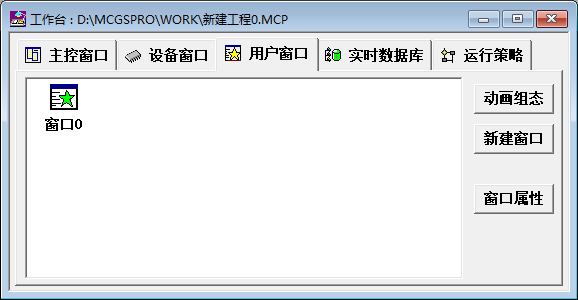 工作台 : D:\MCGSPRO\WORK\新建工程0.MCP
主控窗口 设备窗口 用户窗口 实时数据库 运行策略
窗口0
动画组态
新建窗口
窗口属性